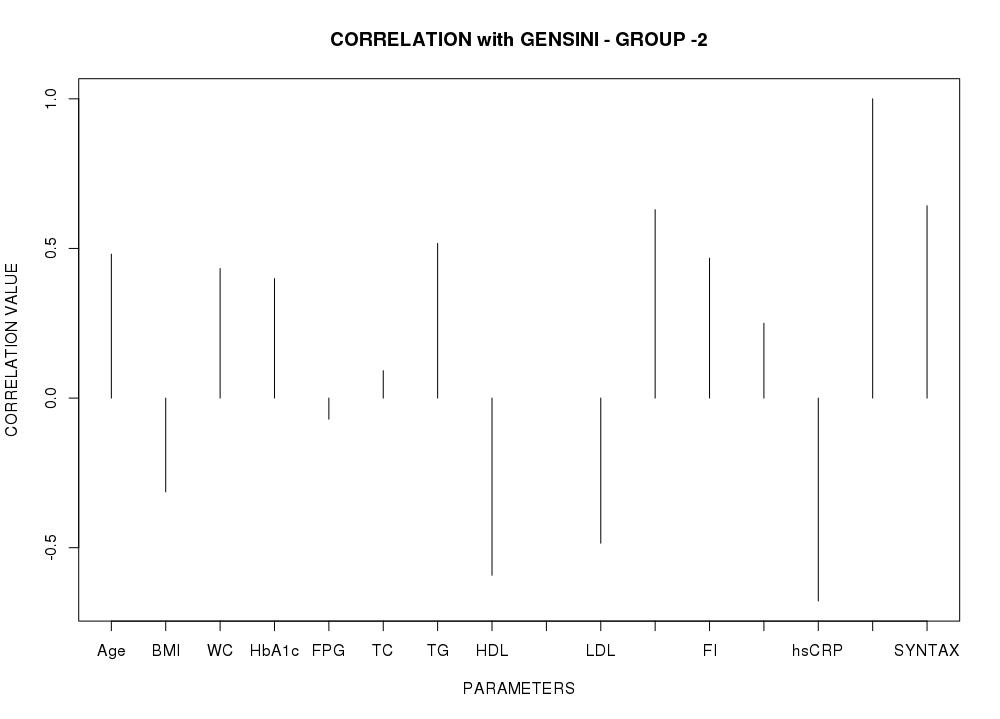 CORRELATION with GENSINI - GROUP -2
CORRELATION VALUE
1.0
0.5
0.0
-0.5
Age BMI WC HbA1c FPG TC TG HDL LDL FI hsCRP SYNTAX
PARAMETERS